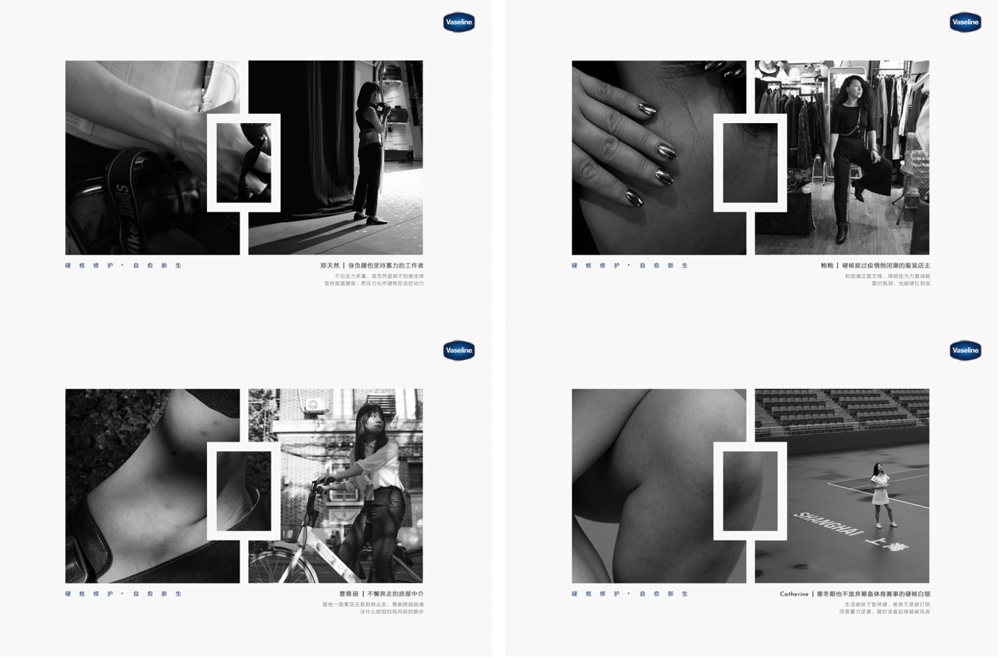 Vaseline
Nikon D4S
硬核修护·自愈新生
郑天然 | 身负腰伤坚持蓄力的工作者
不论压力多重，背负热爱就不怕被击垮
坚持挺直腰背，把压力化作硬核反击的动力
Vaseline
硬核修护·自愈新生
鲍鲍 | 硬核挺过疫情倒闭潮的服装店主
和困境正面交锋，用韧性为力量储能
面对瓶颈，也能硬杠到底
Vaseline
硬核修护·自愈新生
曹雅丽 | 不懈奔走的房屋中介
管他一路繁花还是荆棘丛生，勇敢跨越困境
没什么能阻挡我向前的脚步
Vaseline
SHANGHAI 上海
硬核修护·自愈新生
Catherine | 寒冬期也不放弃筹备体育赛事的硬核白领
生活被按下暂停键，俯身不是被打倒
而是蓄力逆袭，随时准备起身踏破风浪